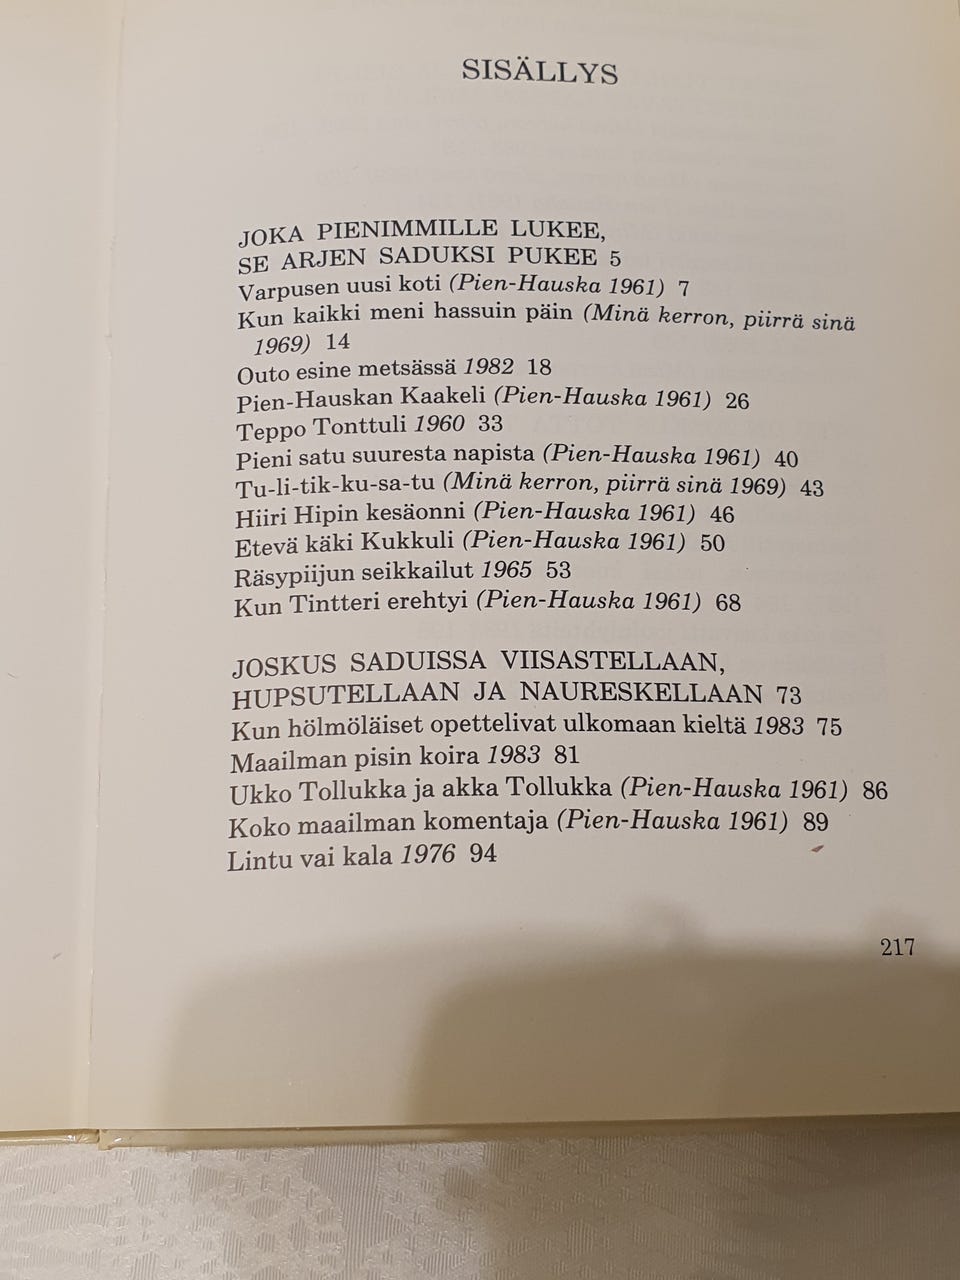 SISÄLLYS
JOKA PIENIMMILLE LUKEE,
SE ARJEN SADUKSI PUKEE 5
Varpusen uusi koti (Pien-Hauska 1961) 7
Kun kaikki meni hassuin päin (Minä kerron, piirrä sinä
1969) 14
Outo esine metsässä 1982 18
Pien-Hauskan Kaakeli (Pien-Hauska 1961) 26
Teppo Tonttuli 1960 33
Pieni satu suuresta napista (Pien-Hauska 1961) 40
Tu-li-tik-ku-sa-tu (Minä kerron, piirrä sinä 1969) 43
Hiiri Hipin kesäonni (Pien-Hauska 1961) 46
Etevä käki Kukkuli (Pien-Hauska 1961) 50
Räsypiijun seikkailut 1965 53
Kun Tintteri erehtyi (Pien-Hauska 1961) 68
JOSKUS SADUISSA VIISASTELLAAN,
HUPSUTELLAAN JA NAURESKELLAAN 73
Kun hölmöläiset opettelivat ulkomaan kieltä 1983 75
Maailman pisin koira 1983 81
Ukko Tollukka ja akka Tollukka (Pien-Hauska 1961) 86
Koko maailman komentaja (Pien-Hauska 1961) 89
Lintu vai kala 1976 94
217